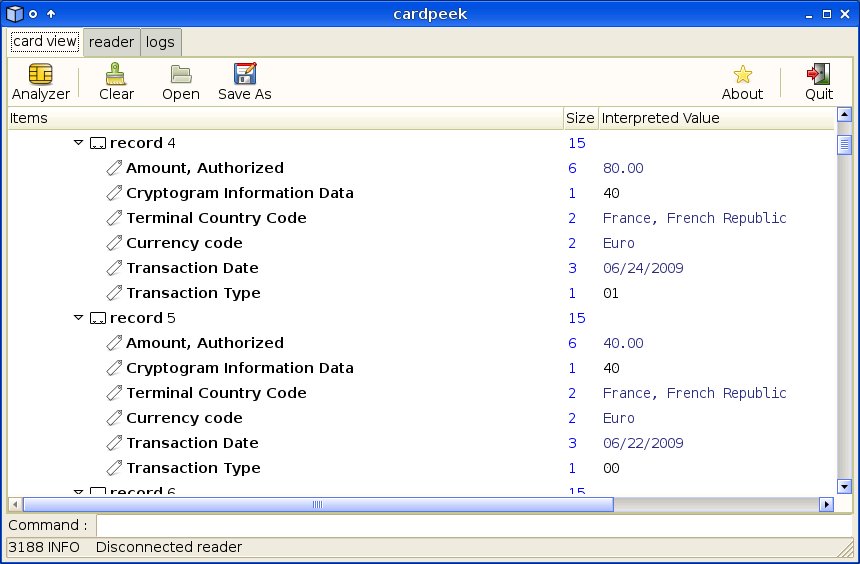 cardpeek
card view reader logs
Analyzer Clear Open Save As About Quit
Items Size Interpreted Value
record 4 15
Amount, Authorized 6 80.00
Cryptogram Information Data 1 40
Terminal Country Code 2 France, French Republic
Currency code 2 Euro
Transaction Date 3 06/24/2009
Transaction Type 1 01
record 5 15
Amount, Authorized 6 40.00
Cryptogram Information Data 1 40
Terminal Country Code 2 France, French Republic
Currency code 2 Euro
Transaction Date 3 06/22/2009
Transaction Type 1 00
record 6 15
Command :
3188 INFO Disconnected reader